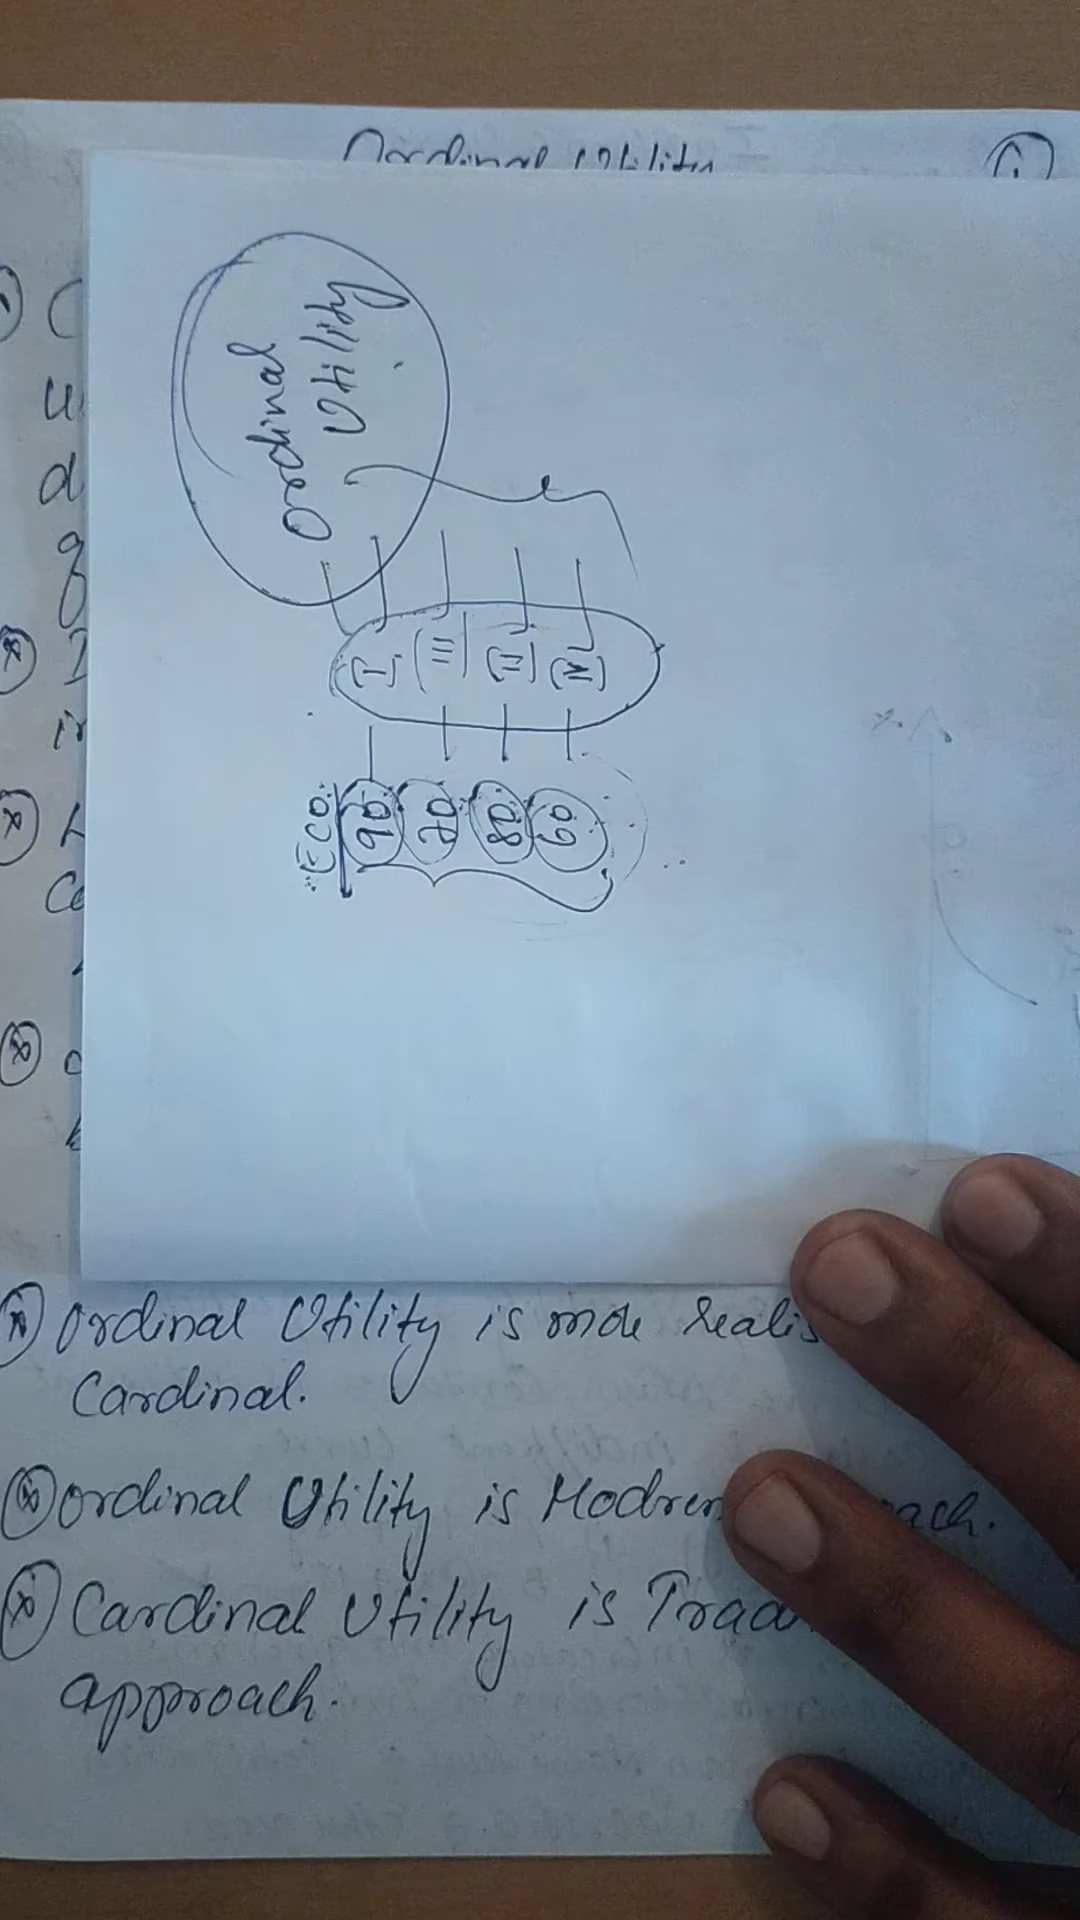 Cardinal Utility
Ordinal
Utility
(I)
(III)
(II)
(IV)
Eco.
90
70
80
60
Ordinal Utility is more realis
Cardinal.
Ordinal Utility is Modren ach.
Cardinal Utility is Trad
approach.